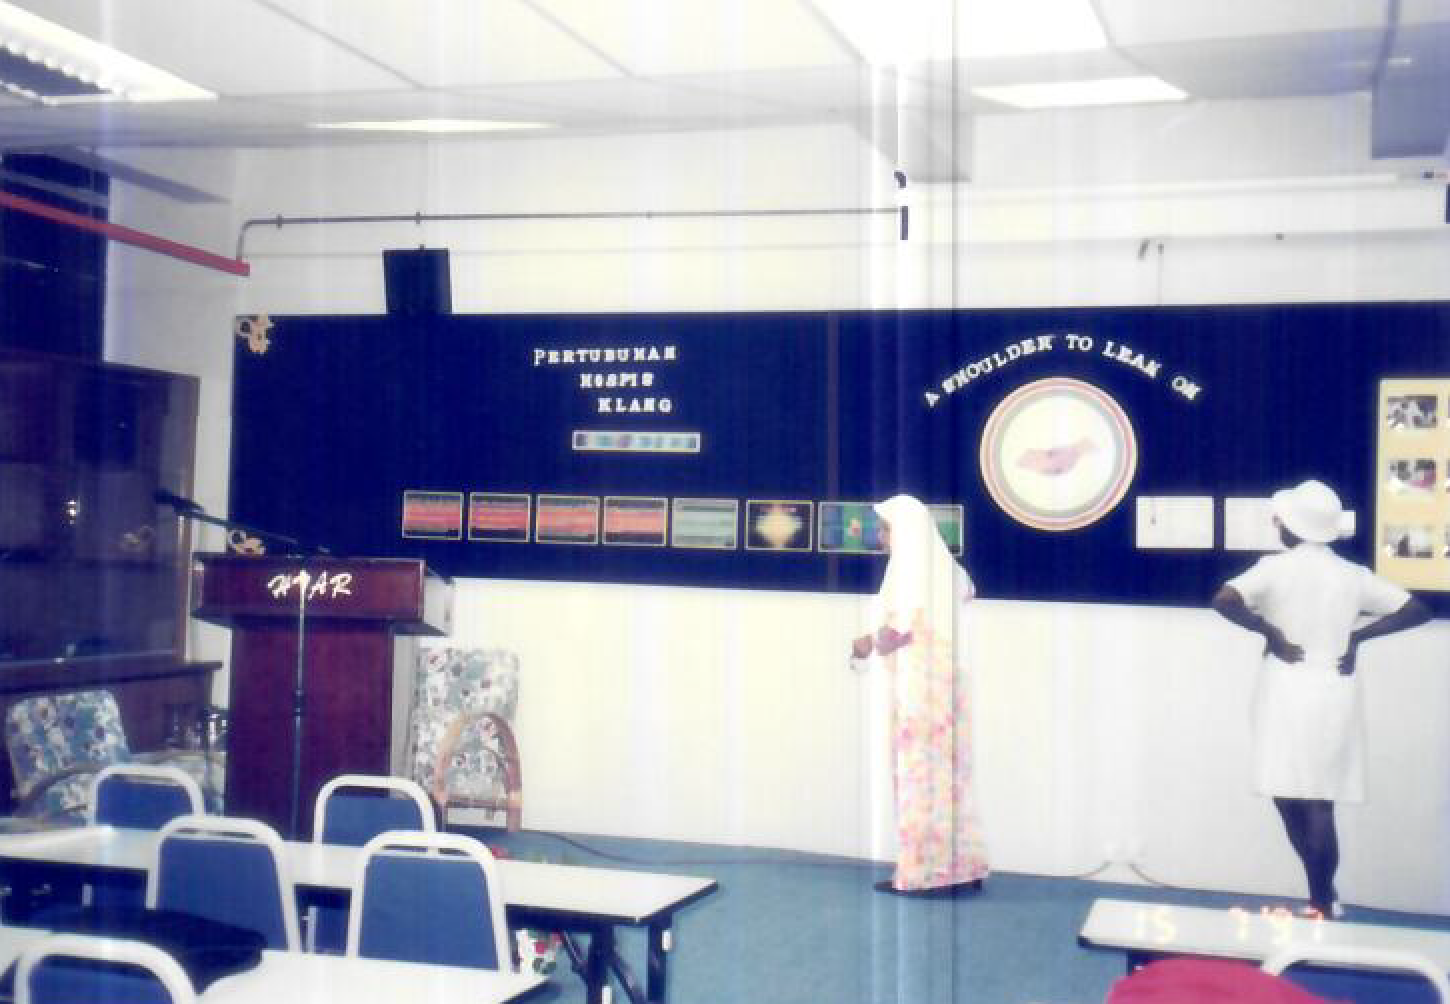 PERTUBUHAN
HOSPIS
KLANG
A SHOULDER TO LEAN ON
HTAR
15 7'97